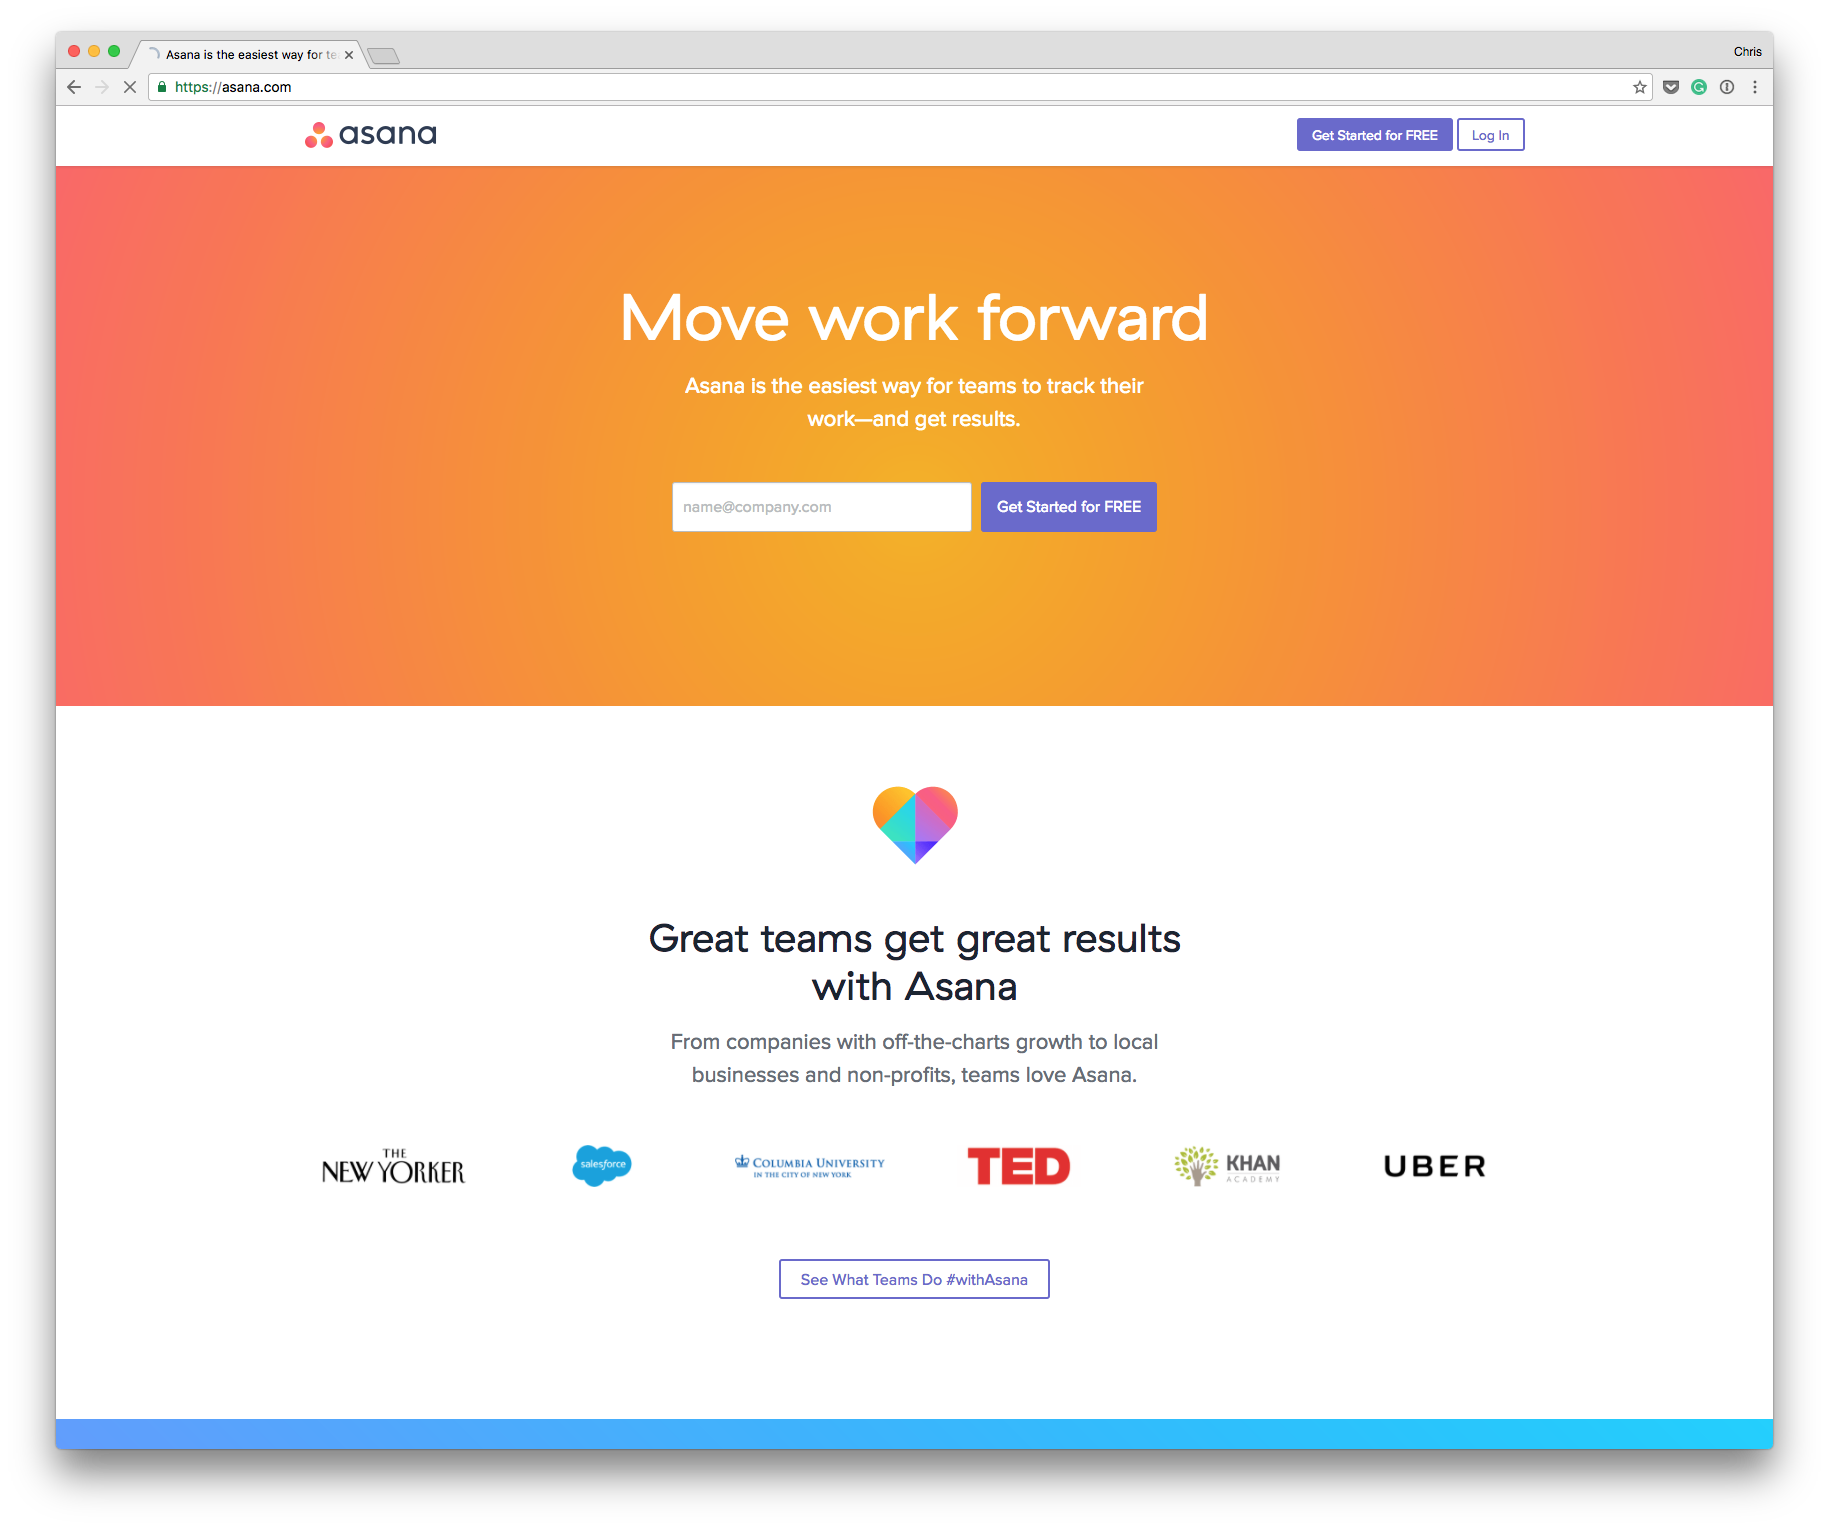 Asana is the easiest way for te
Chris
https://asana.com
asana
Get Started for FREE
Log In
Move work forward
Asana is the easiest way for teams to track their
work—and get results.
name@company.com
Get Started for FREE
Great teams get great results
with Asana
From companies with off-the-charts growth to local
businesses and non-profits, teams love Asana.
THE
NEW YORKER
salesforce
COLUMBIA UNIVERSITY
IN THE CITY OF NEW YORK
TED
KHAN
ACADEMY
UBER
See What Teams Do #withAsana